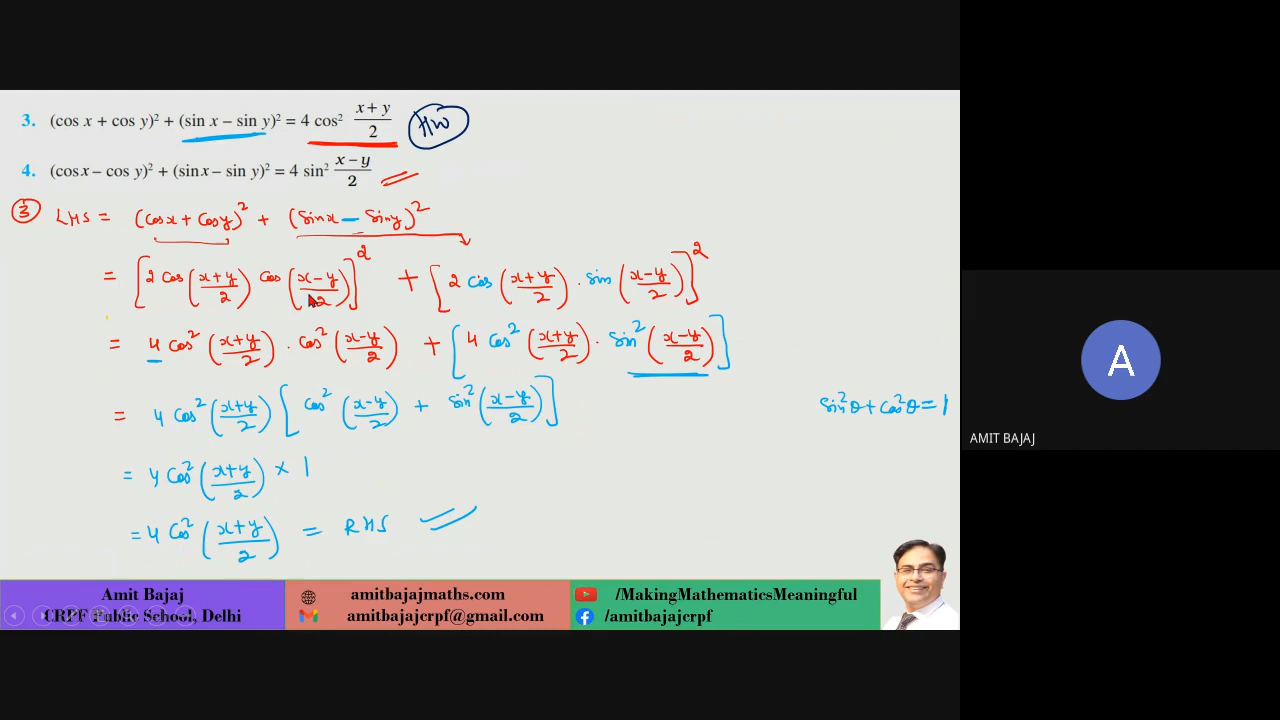 3. (cos x + cos y)² + (sin x – sin y)² = 4 cos² (x + y)/2
HW
4. (cos x – cos y)² + (sin x – sin y)² = 4 sin² (x – y)/2
③ LHS = (Cosx + Cosy)² + (Sinx – Siny)²
= [2 Cos((x+y)/2) Cos((x–y)/2)]² + [2 Cos((x+y)/2) · Sin((x–y)/2)]²
= 4 Cos²((x+y)/2) · Cos²((x–y)/2) + [4 Cos²((x+y)/2) · Sin²((x–y)/2)]
= 4 Cos²((x+y)/2) [Cos²((x–y)/2) + Sin²((x–y)/2)]
Sin²θ + Cos²θ = 1
= 4 Cos²((x+y)/2) × 1
= 4 Cos²((x+y)/2) = RHS
A
AMIT BAJAJ
Amit Bajaj
CRPF Public School, Delhi
amitbajajmaths.com
amitbajajcrpf@gmail.com
/MakingMathematicsMeaningful
/amitbajajcrpf